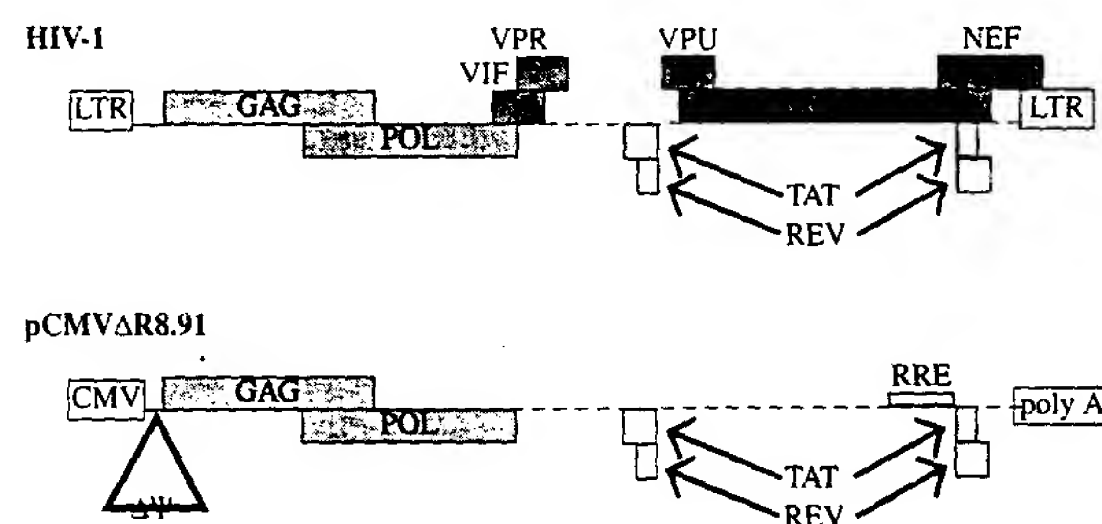 HIV-1
VPR VPU NEF
VIF
LTR GAG LTR
POL
TAT
REV
pCMVΔR8.91
RRE
CMV GAG poly A
POL
TAT
ΔΨ
REV